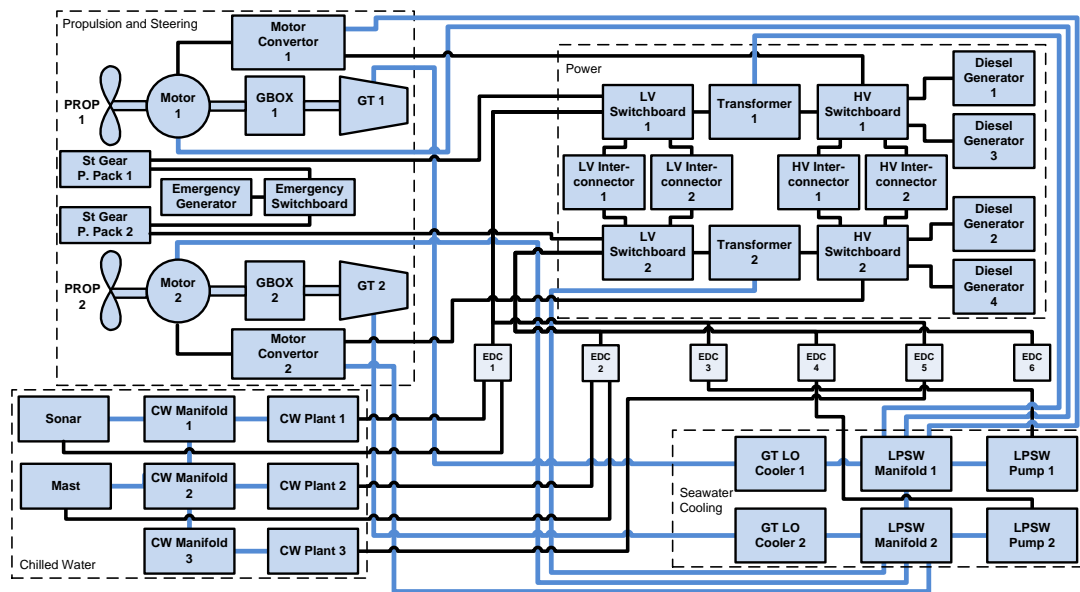 Propulsion and Steering
Motor
Convertor
1
PROP
1
Motor
1
GBOX
1
GT 1
St Gear
P. Pack 1
Emergency
Generator
Emergency
Switchboard
St Gear
P. Pack 2
PROP
2
Motor
2
GBOX
2
GT 2
Motor
Convertor
2
Power
LV
Switchboard
1
Transformer
1
HV
Switchboard
1
Diesel
Generator
1
Diesel
Generator
3
LV Inter-
connector
1
LV Inter-
connector
2
HV Inter-
connector
1
HV Inter-
connector
2
LV
Switchboard
2
Transformer
2
HV
Switchboard
2
Diesel
Generator
2
Diesel
Generator
4
EDC
1
EDC
2
EDC
3
EDC
4
EDC
5
EDC
6
Sonar
CW Manifold
1
CW Plant 1
Mast
CW Manifold
2
CW Plant 2
CW Manifold
3
CW Plant 3
Chilled Water
GT LO
Cooler 1
LPSW
Manifold 1
LPSW
Pump 1
Seawater
Cooling
GT LO
Cooler 2
LPSW
Manifold 2
LPSW
Pump 2